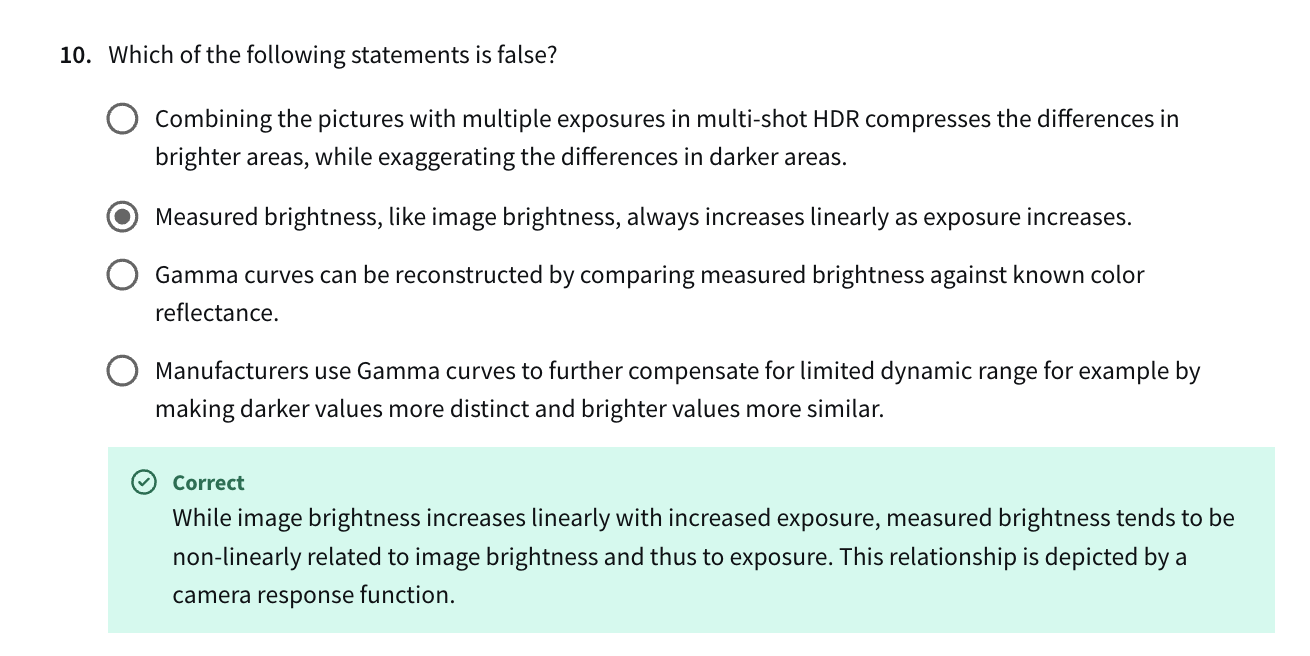 10. Which of the following statements is false?
Combining the pictures with multiple exposures in multi-shot HDR compresses the differences in
brighter areas, while exaggerating the differences in darker areas.
Measured brightness, like image brightness, always increases linearly as exposure increases.
Gamma curves can be reconstructed by comparing measured brightness against known color
reflectance.
Manufacturers use Gamma curves to further compensate for limited dynamic range for example by
making darker values more distinct and brighter values more similar.
Correct
While image brightness increases linearly with increased exposure, measured brightness tends to be
non-linearly related to image brightness and thus to exposure. This relationship is depicted by a
camera response function.